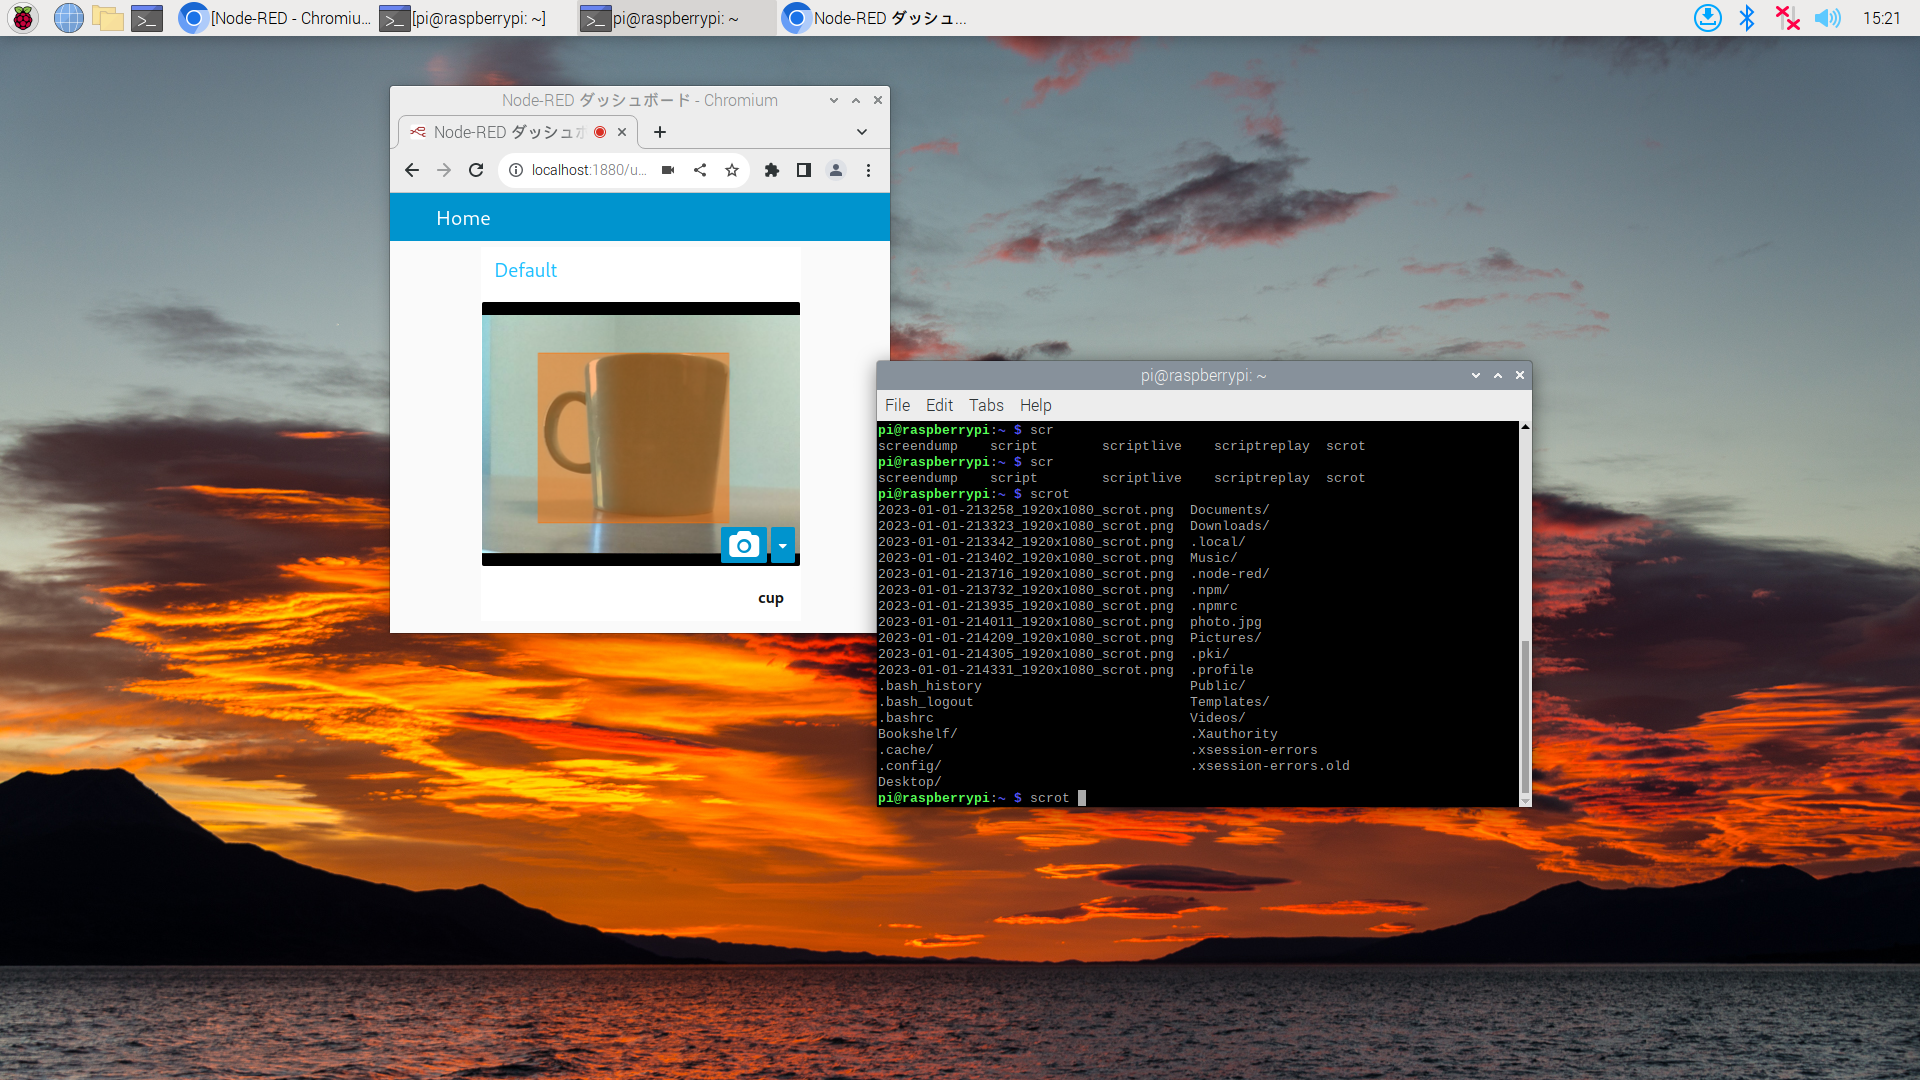 [Node-RED - Chromiu... [pi@raspberrypi: ~] pi@raspberrypi: ~ Node-RED ダッシュ... 15:21
Node-RED ダッシュボード - Chromium
Node-RED ダッシュボ
localhost:1880/u...
Home
Default
cup
pi@raspberrypi: ~
File Edit Tabs Help
pi@raspberrypi:~ $ scr
screendump script scriptlive scriptreplay scrot
pi@raspberrypi:~ $ scr
screendump script scriptlive scriptreplay scrot
pi@raspberrypi:~ $ scrot
2023-01-01-213258_1920x1080_scrot.png Documents/
2023-01-01-213323_1920x1080_scrot.png Downloads/
2023-01-01-213342_1920x1080_scrot.png .local/
2023-01-01-213402_1920x1080_scrot.png Music/
2023-01-01-213716_1920x1080_scrot.png .node-red/
2023-01-01-213732_1920x1080_scrot.png .npm/
2023-01-01-213935_1920x1080_scrot.png .npmrc
2023-01-01-214011_1920x1080_scrot.png photo.jpg
2023-01-01-214209_1920x1080_scrot.png Pictures/
2023-01-01-214305_1920x1080_scrot.png .pki/
2023-01-01-214331_1920x1080_scrot.png .profile
.bash_history Public/
.bash_logout Templates/
.bashrc Videos/
Bookshelf/ .Xauthority
.cache/ .xsession-errors
.config/ .xsession-errors.old
Desktop/
pi@raspberrypi:~ $ scrot